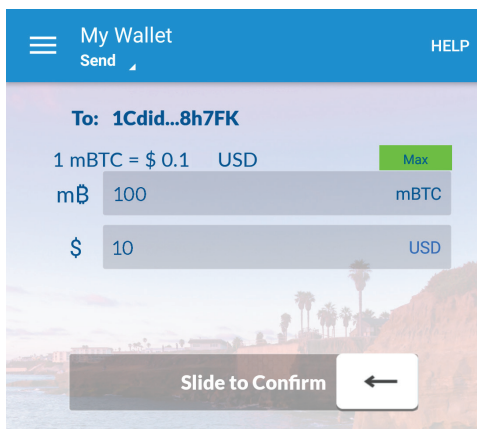 My Wallet
Send
HELP
To: 1Cdid...8h7FK
1 mBTC = $ 0.1 USD Max
m฿ 100 mBTC
$ 10 USD
Slide to Confirm